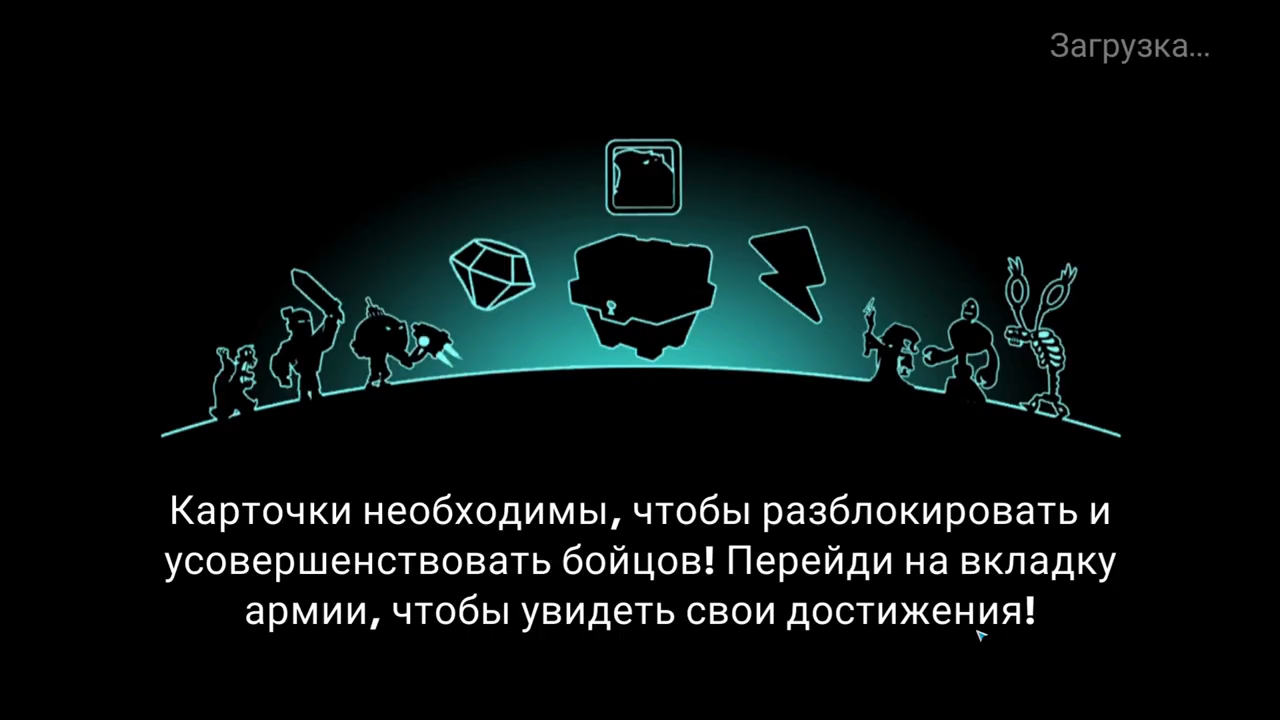 Загрузка...
Карточки необходимы, чтобы разблокировать и
усовершенствовать бойцов! Перейди на вкладку
армии, чтобы увидеть свои достижения!